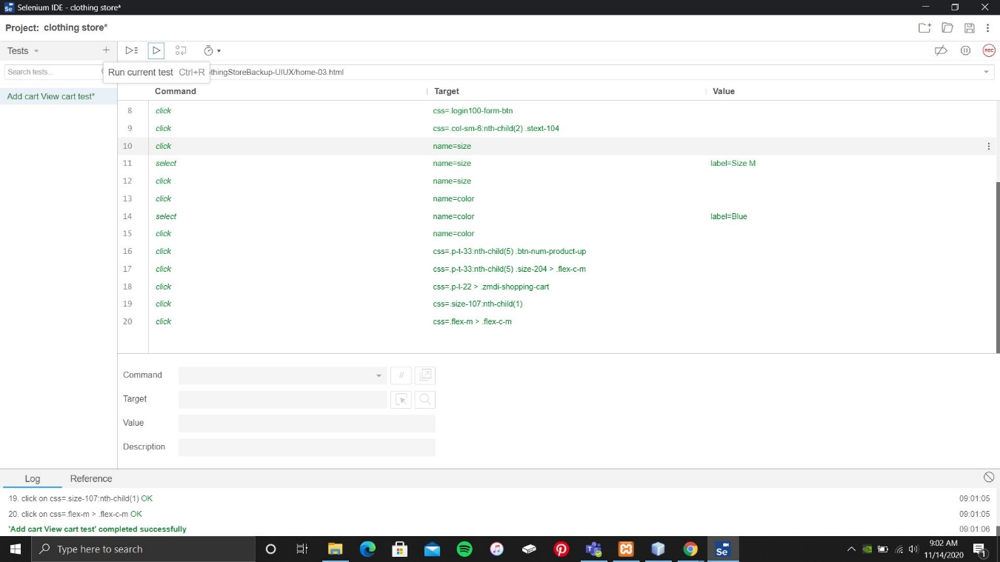 Selenium IDE - clothing store*
Project: clothing store*
Tests
Search tests...
Run current test Ctrl+R
othingStoreBackup-UIUX/home-03.html
REC
Add cart View cart test*
Command Target Value
8 click css=.login100-form-btn
9 click css=.col-sm-6:nth-child(2) .stext-104
10 click name=size
11 select name=size label=Size M
12 click name=size
13 click name=color
14 select name=color label=Blue
15 click name=color
16 click css=.p-t-33:nth-child(5) .btn-num-product-up
17 click css=.p-t-33:nth-child(5) .size-204 > .flex-c-m
18 click css=.p-l-22 > .zmdi-shopping-cart
19 click css=.size-107:nth-child(1)
20 click css=.flex-m > .flex-c-m
Command
//
Target
Value
Description
Log Reference
19. click on css=.size-107:nth-child(1) OK 09:01:05
20. click on css=.flex-m > .flex-c-m OK 09:01:05
'Add cart View cart test' completed successfully 09:01:06
Type here to search
Se
9:02 AM
11/14/2020
1